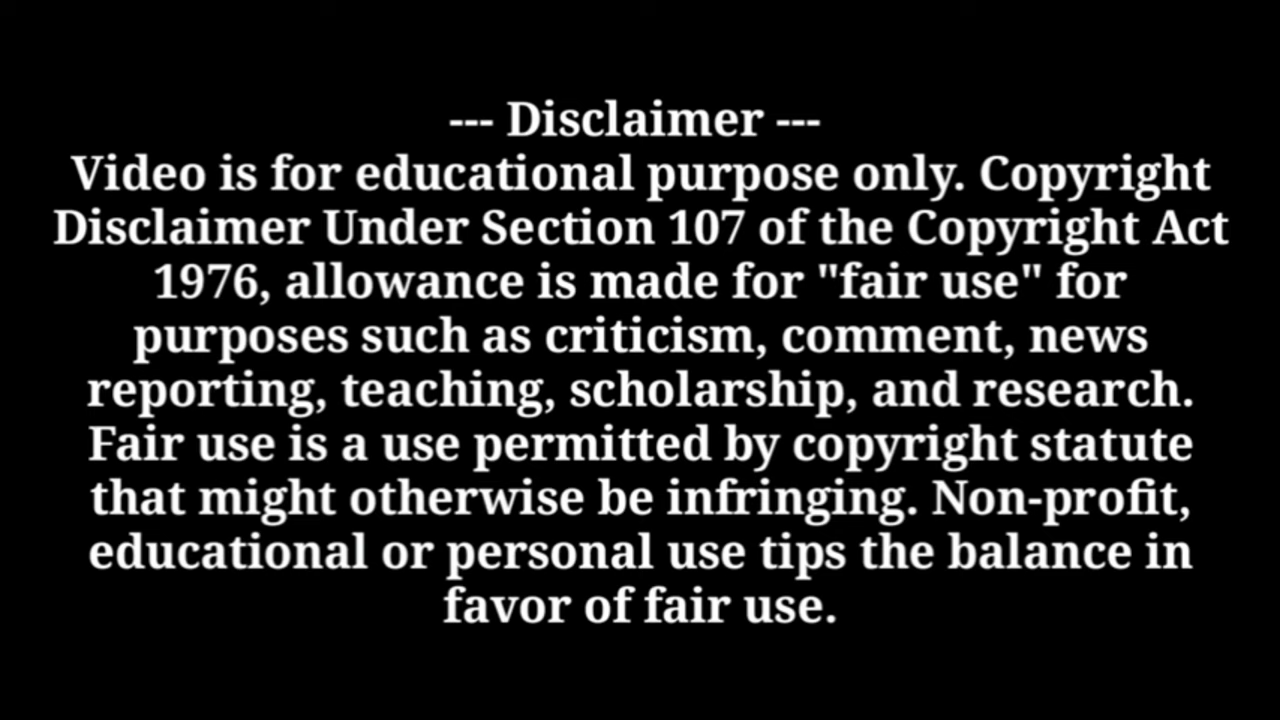 --- Disclaimer ---
Video is for educational purpose only. Copyright
Disclaimer Under Section 107 of the Copyright Act
1976, allowance is made for "fair use" for
purposes such as criticism, comment, news
reporting, teaching, scholarship, and research.
Fair use is a use permitted by copyright statute
that might otherwise be infringing. Non-profit,
educational or personal use tips the balance in
favor of fair use.